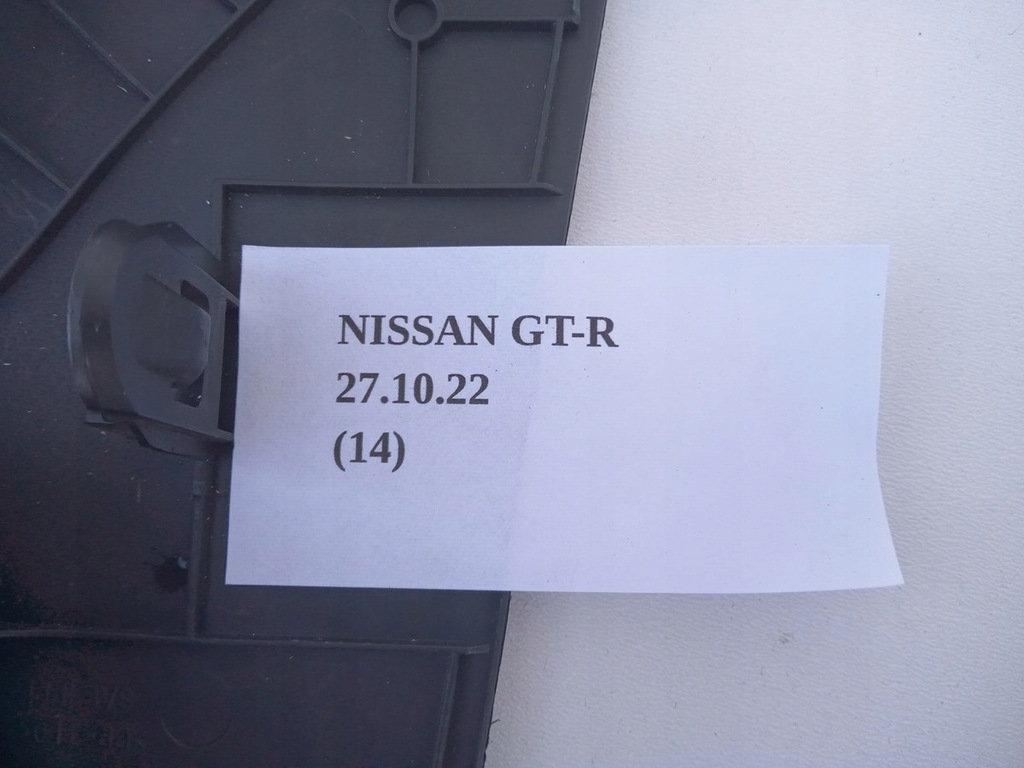 NISSAN GT-R
27.10.22
(14)